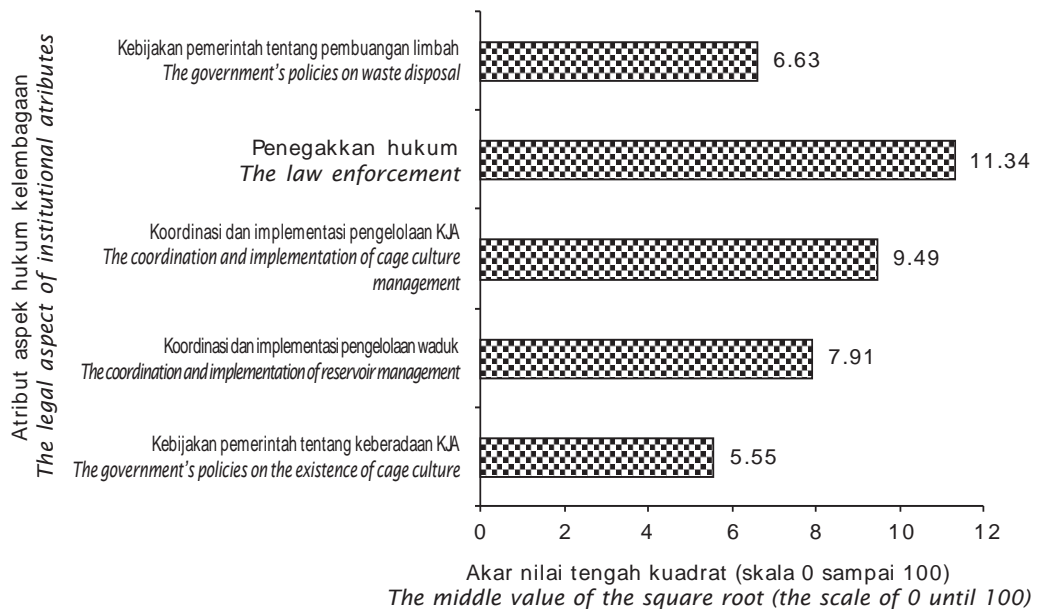 Atribut aspek hukum kelembagaan
The legal aspect of institutional atributes
Kebijakan pemerintah tentang pembuangan limbah
The government's policies on waste disposal
6.63
Penegakkan hukum
The law enforcement
11.34
Koordinasi dan implementasi pengelolaan KJA
The coordination and implementation of cage culture
management
9.49
Koordinasi dan implementasi pengelolaan waduk
The coordination and implementation of reservoir management
7.91
Kebijakan pemerintah tentang keberadaan KJA
The government's policies on the existence of cage culture
5.55
0 2 4 6 8 10 12
Akar nilai tengah kuadrat (skala 0 sampai 100)
The middle value of the square root (the scale of 0 until 100)